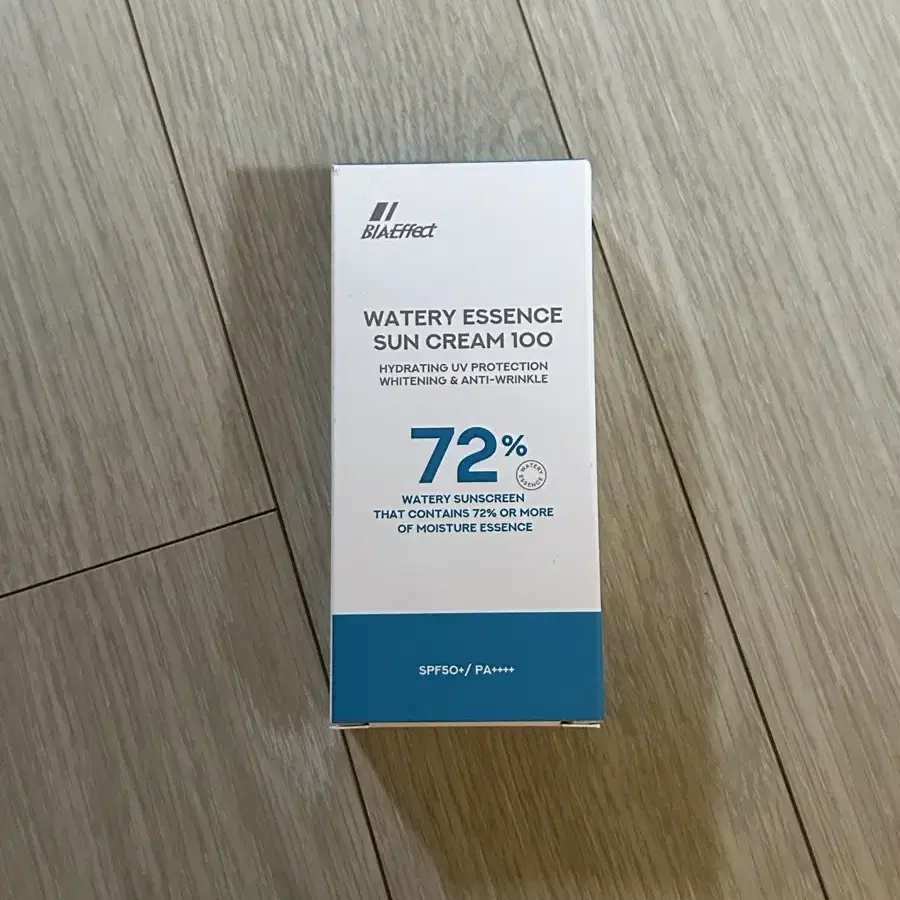 BIAEffect
WATERY ESSENCE
SUN CREAM 100
HYDRATING UV PROTECTION
WHITENING & ANTI-WRINKLE
72%
WATERY ESSENCE
WATERY SUNSCREEN
THAT CONTAINS 72% OR MORE
OF MOISTURE ESSENCE
SPF50+/ PA++++